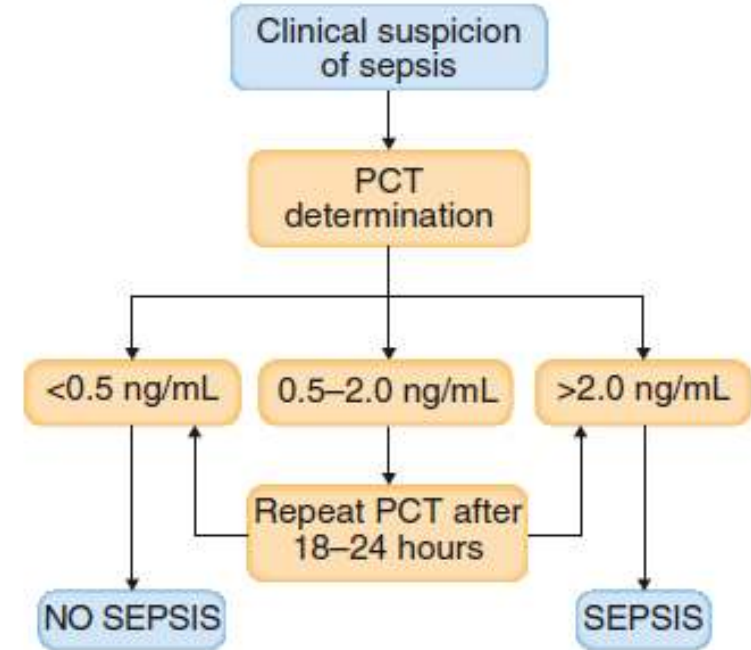 Clinical suspicion
of sepsis
PCT
determination
<0.5 ng/mL
0.5–2.0 ng/mL
>2.0 ng/mL
Repeat PCT after
18–24 hours
NO SEPSIS
SEPSIS